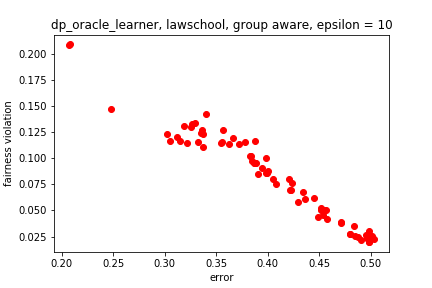 dp_oracle_learner, lawschool, group aware, epsilon = 10
fairness violation
0.200
0.175
0.150
0.125
0.100
0.075
0.050
0.025
0.20 0.25 0.30 0.35 0.40 0.45 0.50
error